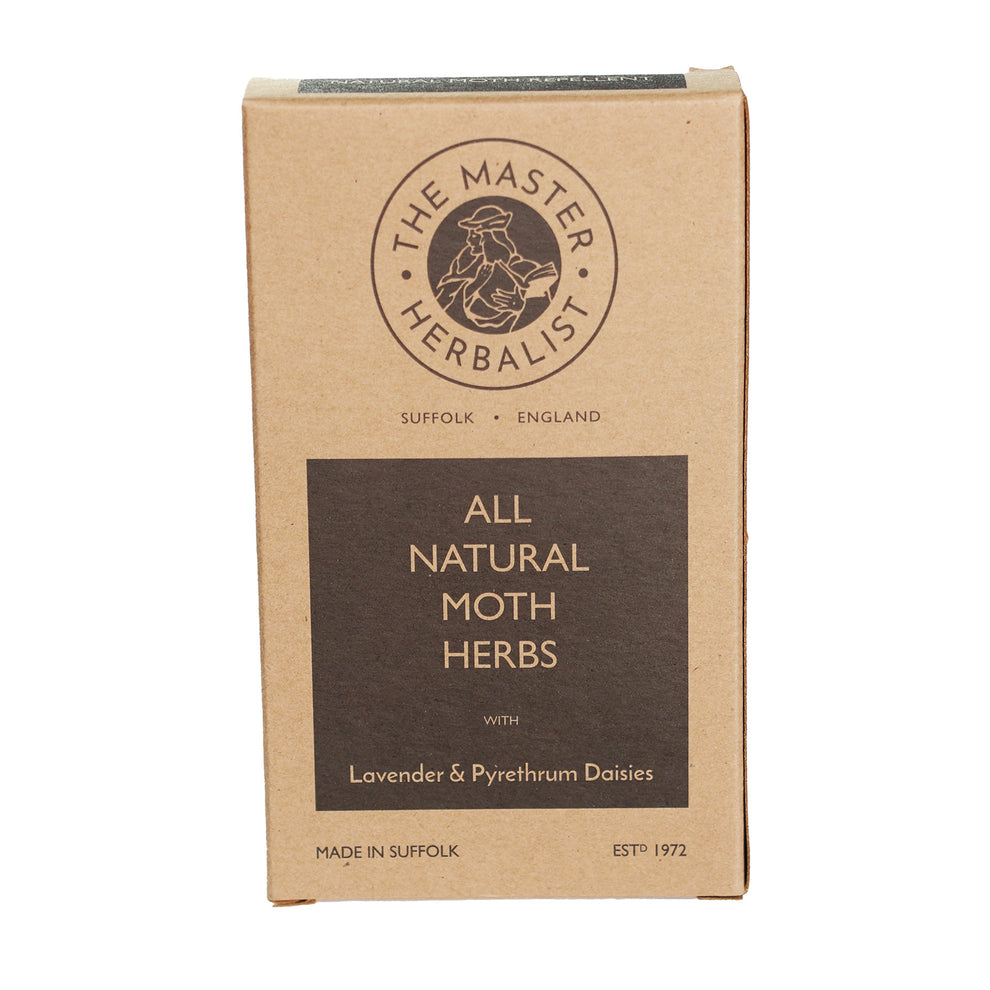 NATURAL MOTH REPELLENT
THE MASTER
HERBALIST
SUFFOLK • ENGLAND
ALL
NATURAL
MOTH
HERBS
WITH
Lavender & Pyrethrum Daisies
MADE IN SUFFOLK
ESTᴰ 1972